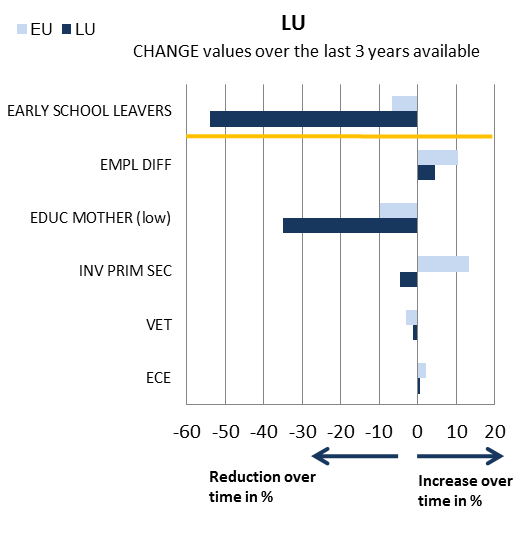 LU
EU LU
CHANGE values over the last 3 years available
EARLY SCHOOL LEAVERS
EMPL DIFF
EDUC MOTHER (low)
INV PRIM SEC
VET
ECE
-60 -50 -40 -30 -20 -10 0 10 20
Reduction over
time in %
Increase over
time in %